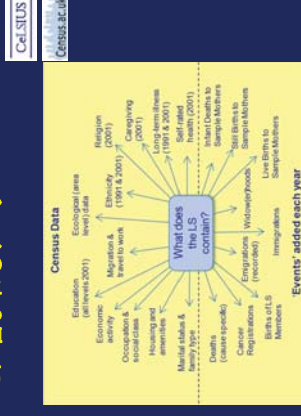 CeLSIUS
Census.ac.uk
Census Data
Education
(all levels 2001)
Ecological (area
level) data
Religion
(2001)
Economic
activity
Migration &
travel to work
Ethnicity
(1991 & 2001)
Caregiving
(2001)
Occupation &
social class
Long-term illness
(1991 & 2001)
Housing and
amenities
What does
the LS
contain?
Self-rated
health (2001)
Marital status &
family type
Deaths
(cause specific)
Emigrations
(recorded)
Widow(er)hoods
Infant Deaths to
Sample Mothers
Cancer
Registrations
Still Births to
Sample Mothers
Births of LS
Members
Immigrations
Live Births to
Sample Mothers
'Events' added each year